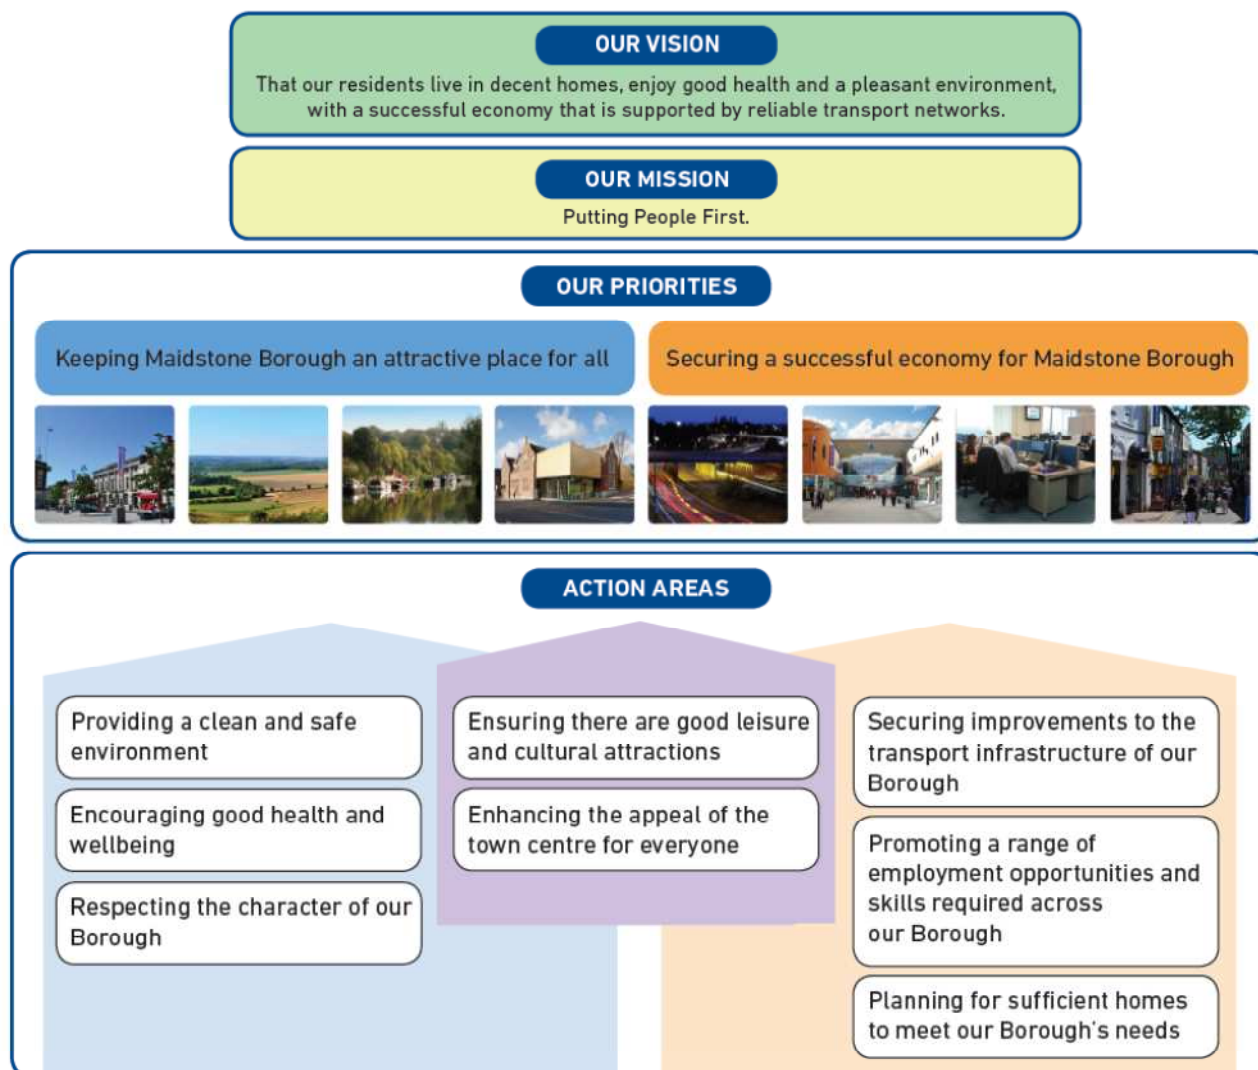 OUR VISION
That our residents live in decent homes, enjoy good health and a pleasant environment,
with a successful economy that is supported by reliable transport networks.
OUR MISSION
Putting People First.
OUR PRIORITIES
Keeping Maidstone Borough an attractive place for all
Securing a successful economy for Maidstone Borough
ACTION AREAS
Providing a clean and safe
environment
Encouraging good health and
wellbeing
Respecting the character of our
Borough
Ensuring there are good leisure
and cultural attractions
Enhancing the appeal of the
town centre for everyone
Securing improvements to the
transport infrastructure of our
Borough
Promoting a range of
employment opportunities and
skills required across
our Borough
Planning for sufficient homes
to meet our Borough's needs